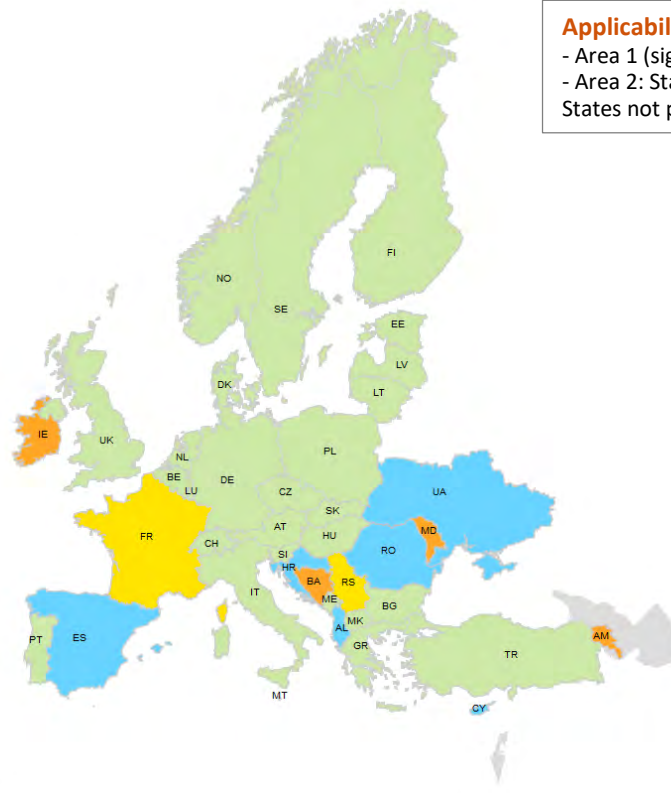 Applicabil
- Area 1 (sig
- Area 2: Sta
States not p
FI
NO
SE
EE
LV
DK
LT
IE
UK
NL
PL
BE
DE
LU
CZ
UA
SK
AT
FR
HU
MD
CH
SI
RO
HR
BA
RS
IT
ME
BG
AL
MK
AM
PT
ES
GR
TR
MT
CY